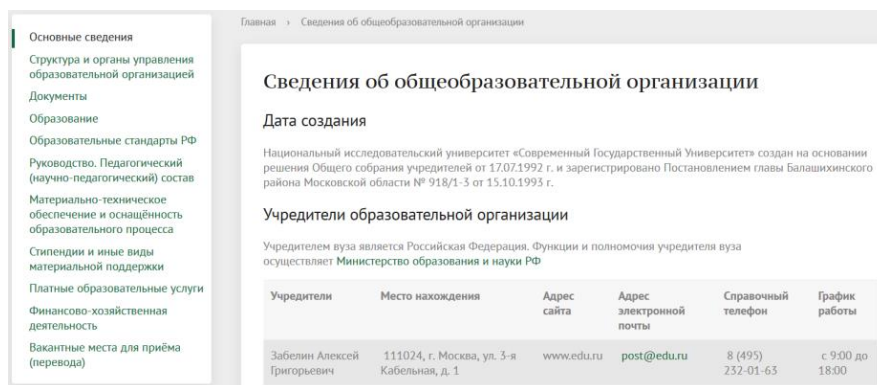 Основные сведения
Структура и органы управления
образовательной организацией
Документы
Образование
Образовательные стандарты РФ
Руководство. Педагогический
(научно-педагогический) состав
Материально-техническое
обеспечение и оснащённость
образовательного процесса
Стипендии и иные виды
материальной поддержки
Платные образовательные услуги
Финансово-хозяйственная
деятельность
Вакантные места для приёма
(перевода)
Главная › Сведения об общеобразовательной организации
Сведения об общеобразовательной организации
Дата создания
Национальный исследовательский университет «Современный Государственный Университет» создан на основании
решения Общего собрания учредителей от 17.07.1992 г. и зарегистрировано Постановлением главы Балашихинского
района Московской области № 918/1-3 от 15.10.1993 г.
Учредители образовательной организации
Учредителем вуза является Российская Федерация. Функции и полномочия учредителя вуза
осуществляет Министерство образования и науки РФ
Учредители Место нахождения Адрес сайта Адрес электронной почты Справочный телефон График работы
Забелин Алексей Григорьевич 111024, г. Москва, ул. 3-я Кабельная, д. 1 www.edu.ru post@edu.ru 8 (495) 232-01-63 с 9:00 до 18:00